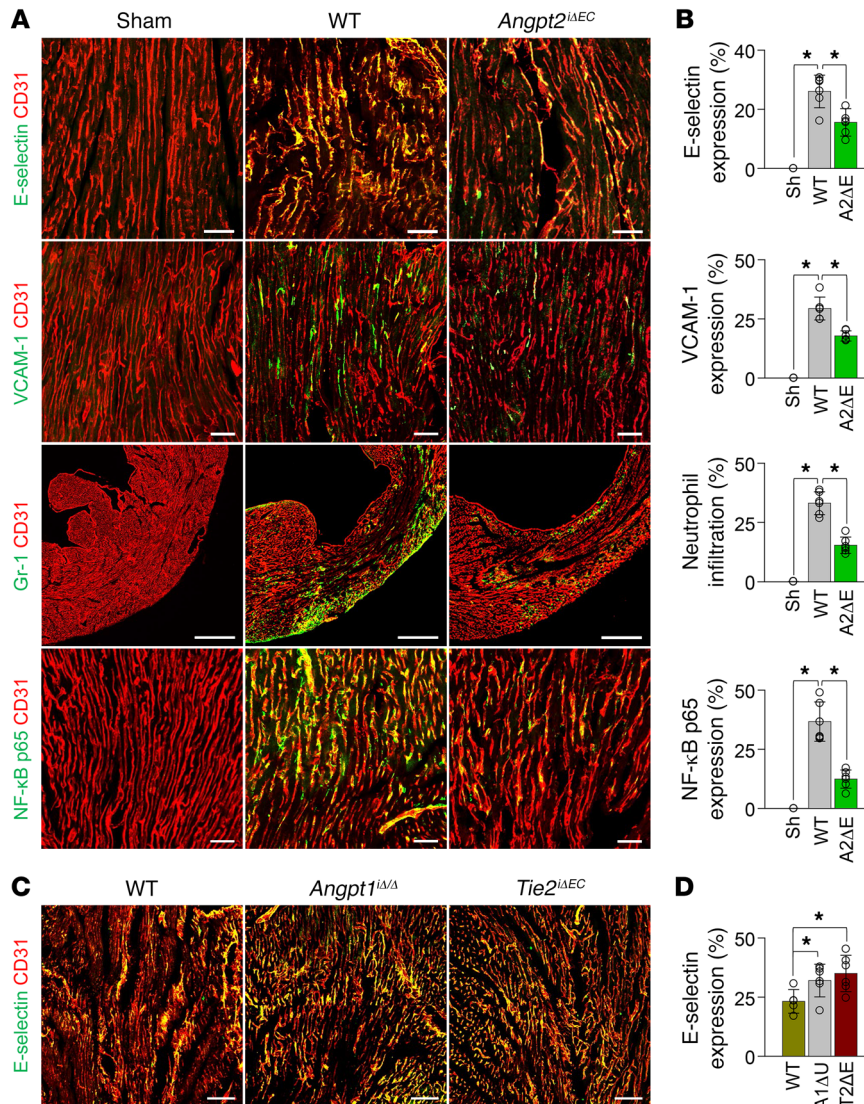 A
Sham
WT
Angpt2iΔEC
E-selectin CD31
VCAM-1 CD31
Gr-1 CD31
NF-κB p65 CD31
B
E-selectin
expression (%)
40
20
0
* *
Sh
WT
A2ΔE
VCAM-1
expression (%)
50
25
0
* *
Sh
WT
A2ΔE
Neutrophil
infiltration (%)
50
25
0
* *
Sh
WT
A2ΔE
NF-κB p65
expression (%)
50
25
0
* *
Sh
WT
A2ΔE
C
WT
Angpt1iΔ/Δ
Tie2iΔEC
E-selectin CD31
D
E-selectin
expression (%)
50
25
0
*
*
WT
A1ΔU
T2ΔE